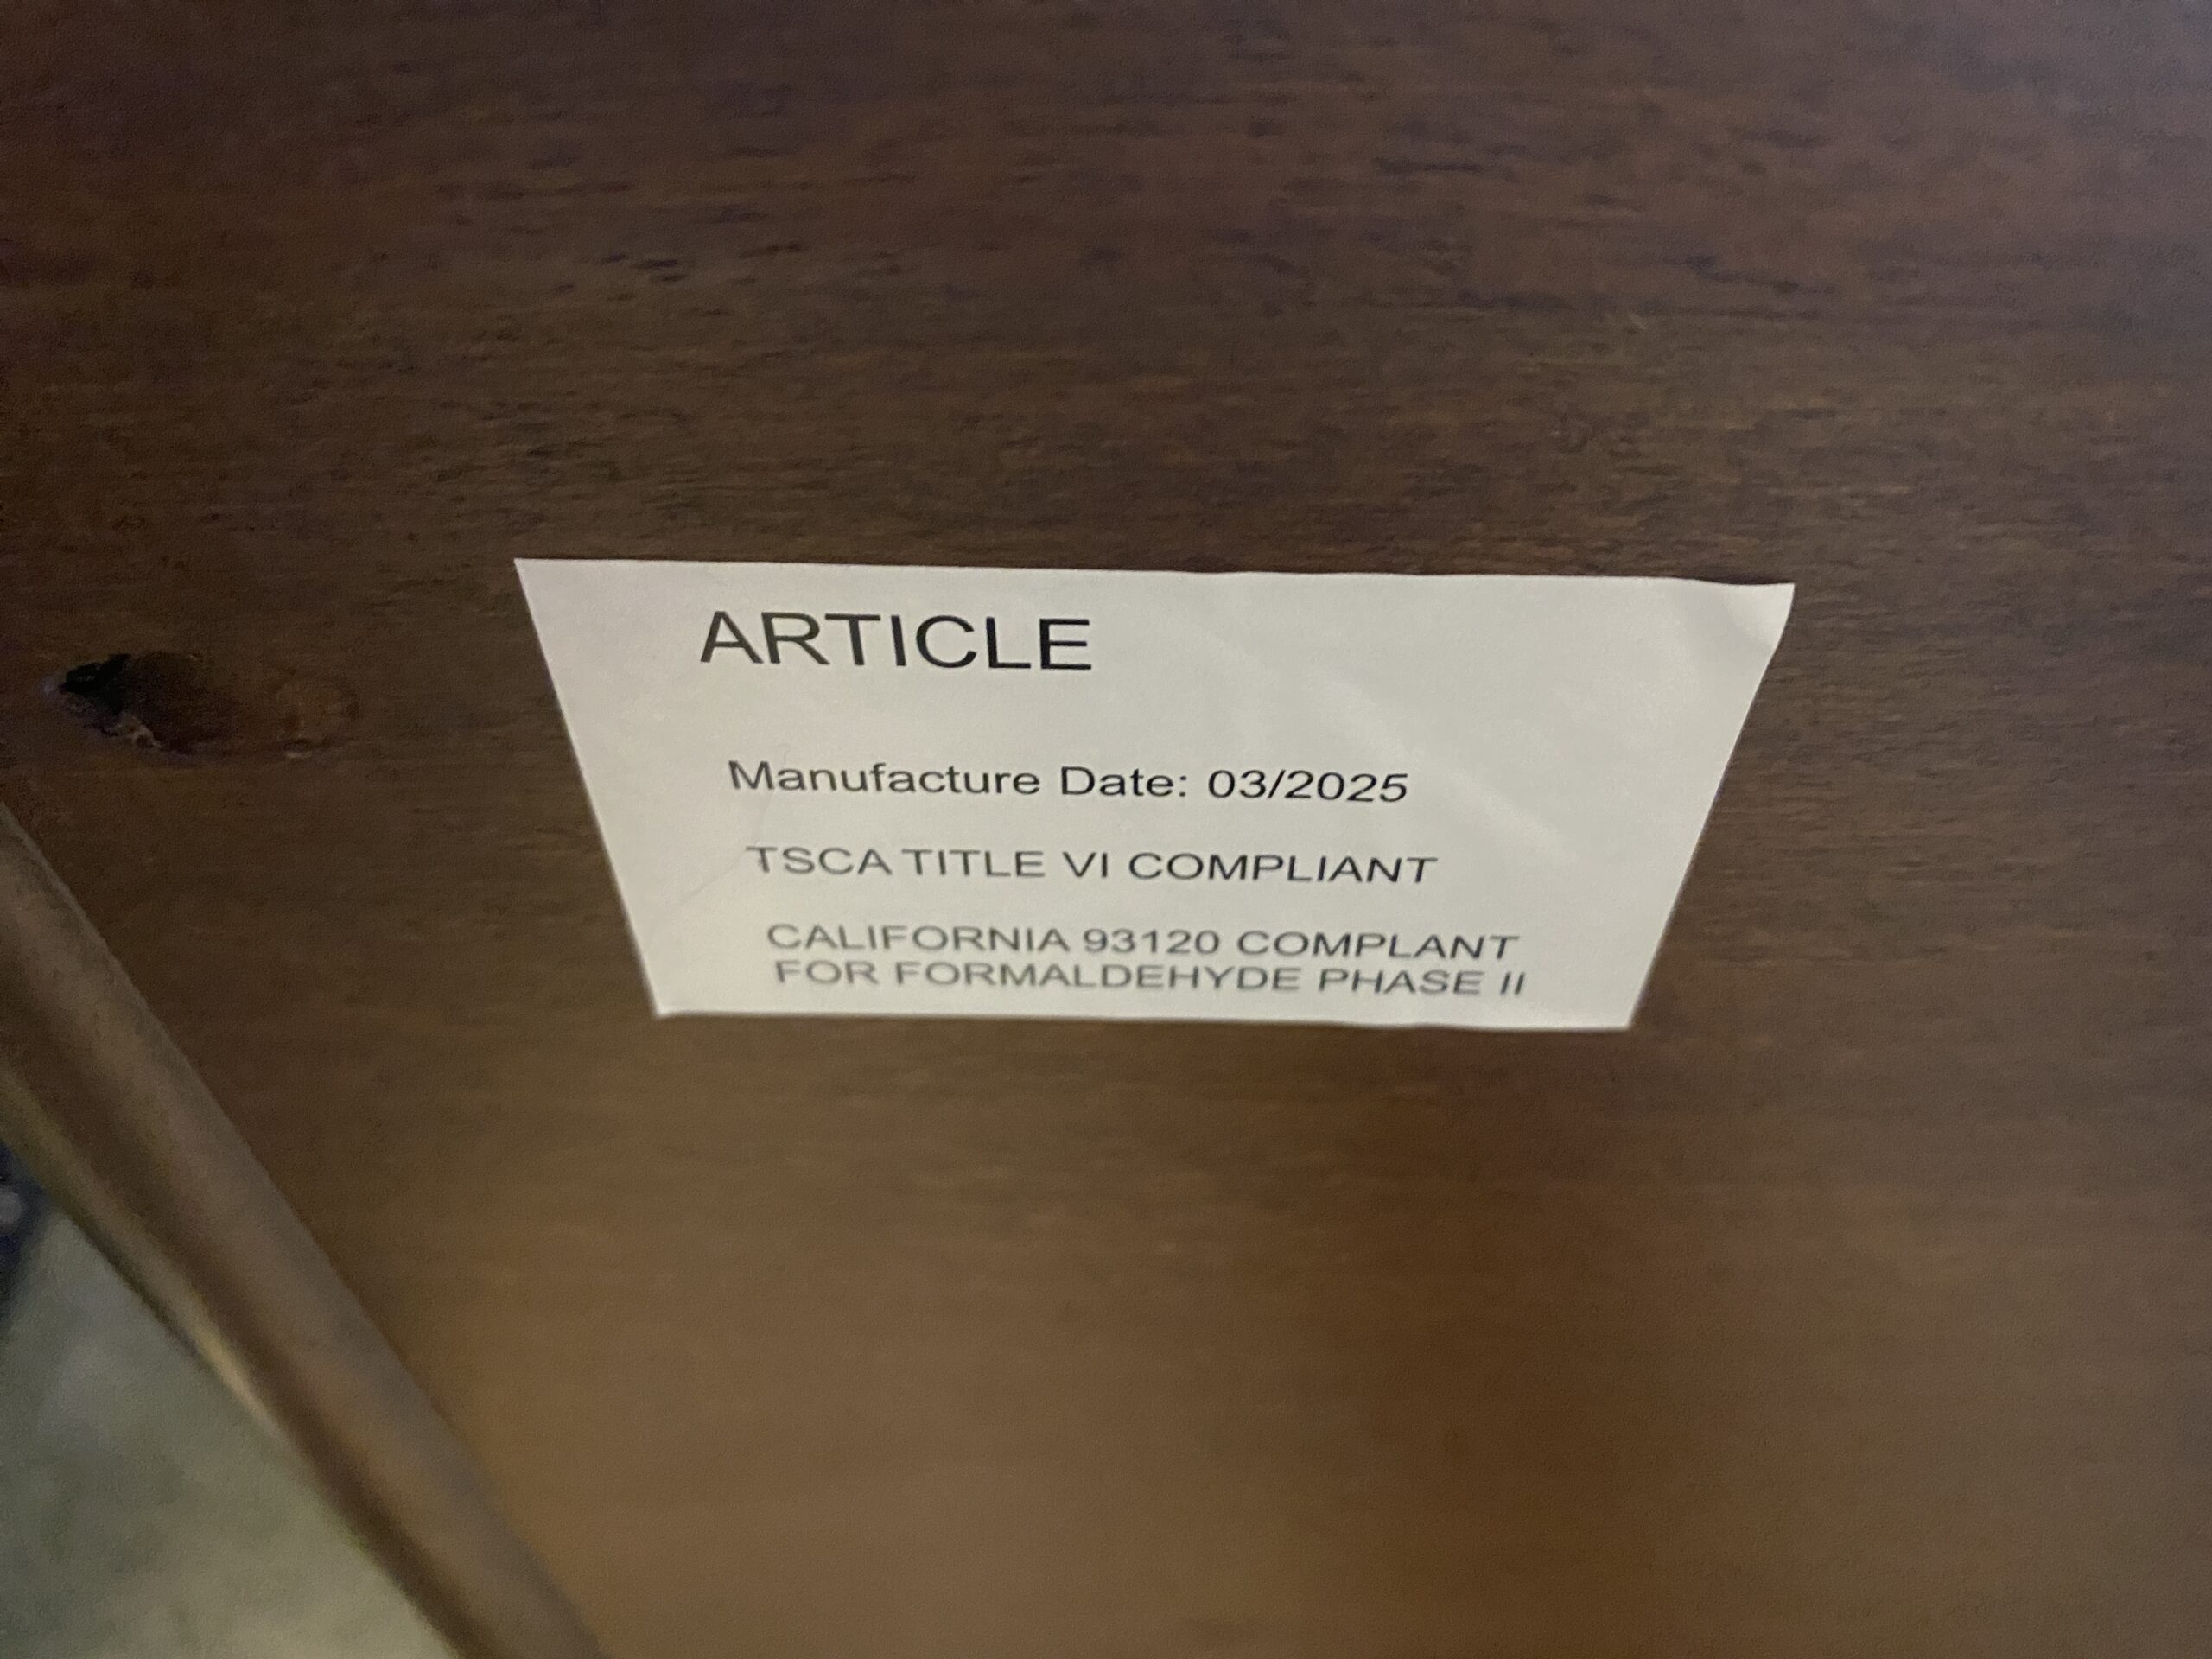 ARTICLE
Manufacture Date: 03/2025
TSCA TITLE VI COMPLIANT
CALIFORNIA 93120 COMPLANT
FOR FORMALDEHYDE PHASE II